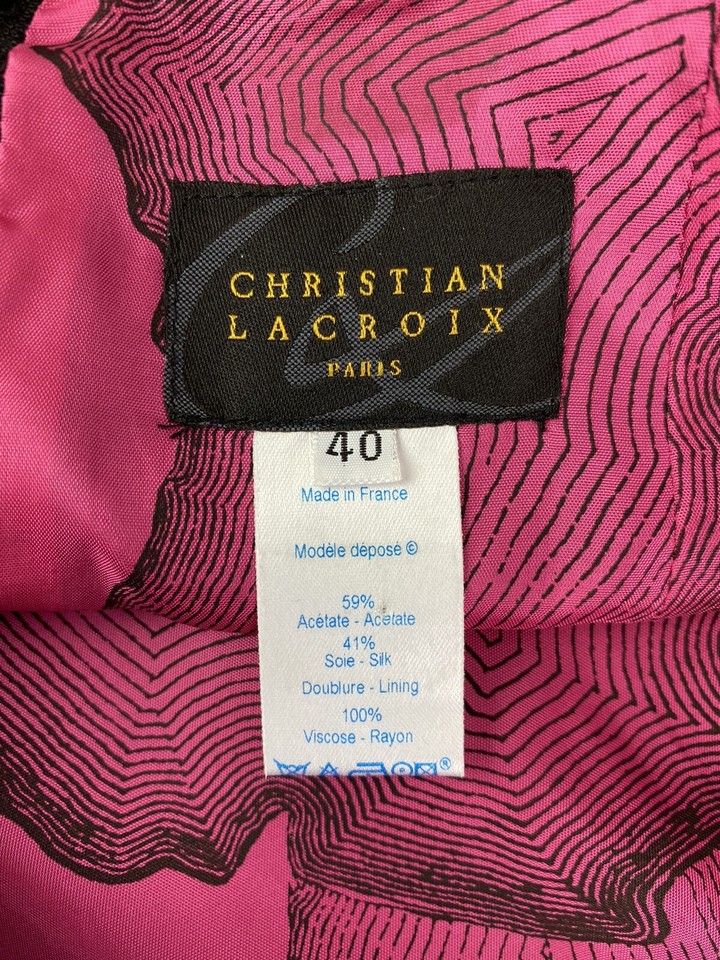 CHRISTIAN
LACROIX
PARIS
40
Made in France
Modèle déposé ©
59%
Acétate - Acetate
41%
Soie - Silk
Doublure - Lining
100%
Viscose - Rayon
®